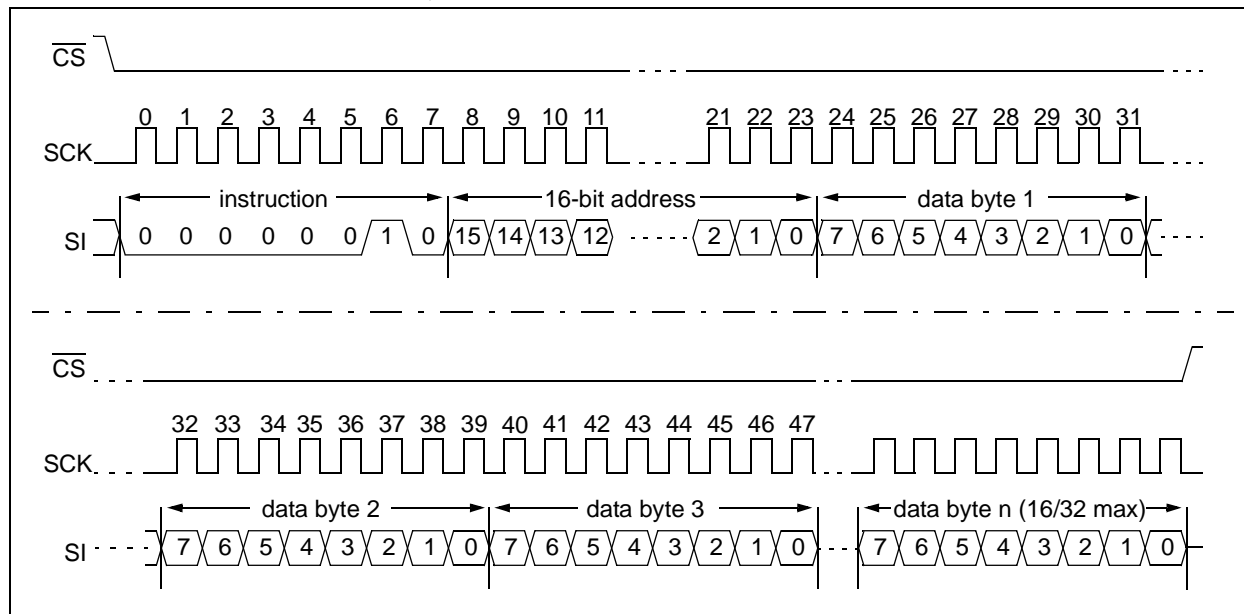 CS
0 1 2 3 4 5 6 7 8 9 10 11 21 22 23 24 25 26 27 28 29 30 31
SCK
instruction 16-bit address data byte 1
SI 0 0 0 0 0 0 1 0 15 14 13 12 2 1 0 7 6 5 4 3 2 1 0
CS
32 33 34 35 36 37 38 39 40 41 42 43 44 45 46 47
SCK
data byte 2 data byte 3 data byte n (16/32 max)
SI 7 6 5 4 3 2 1 0 7 6 5 4 3 2 1 0 7 6 5 4 3 2 1 0